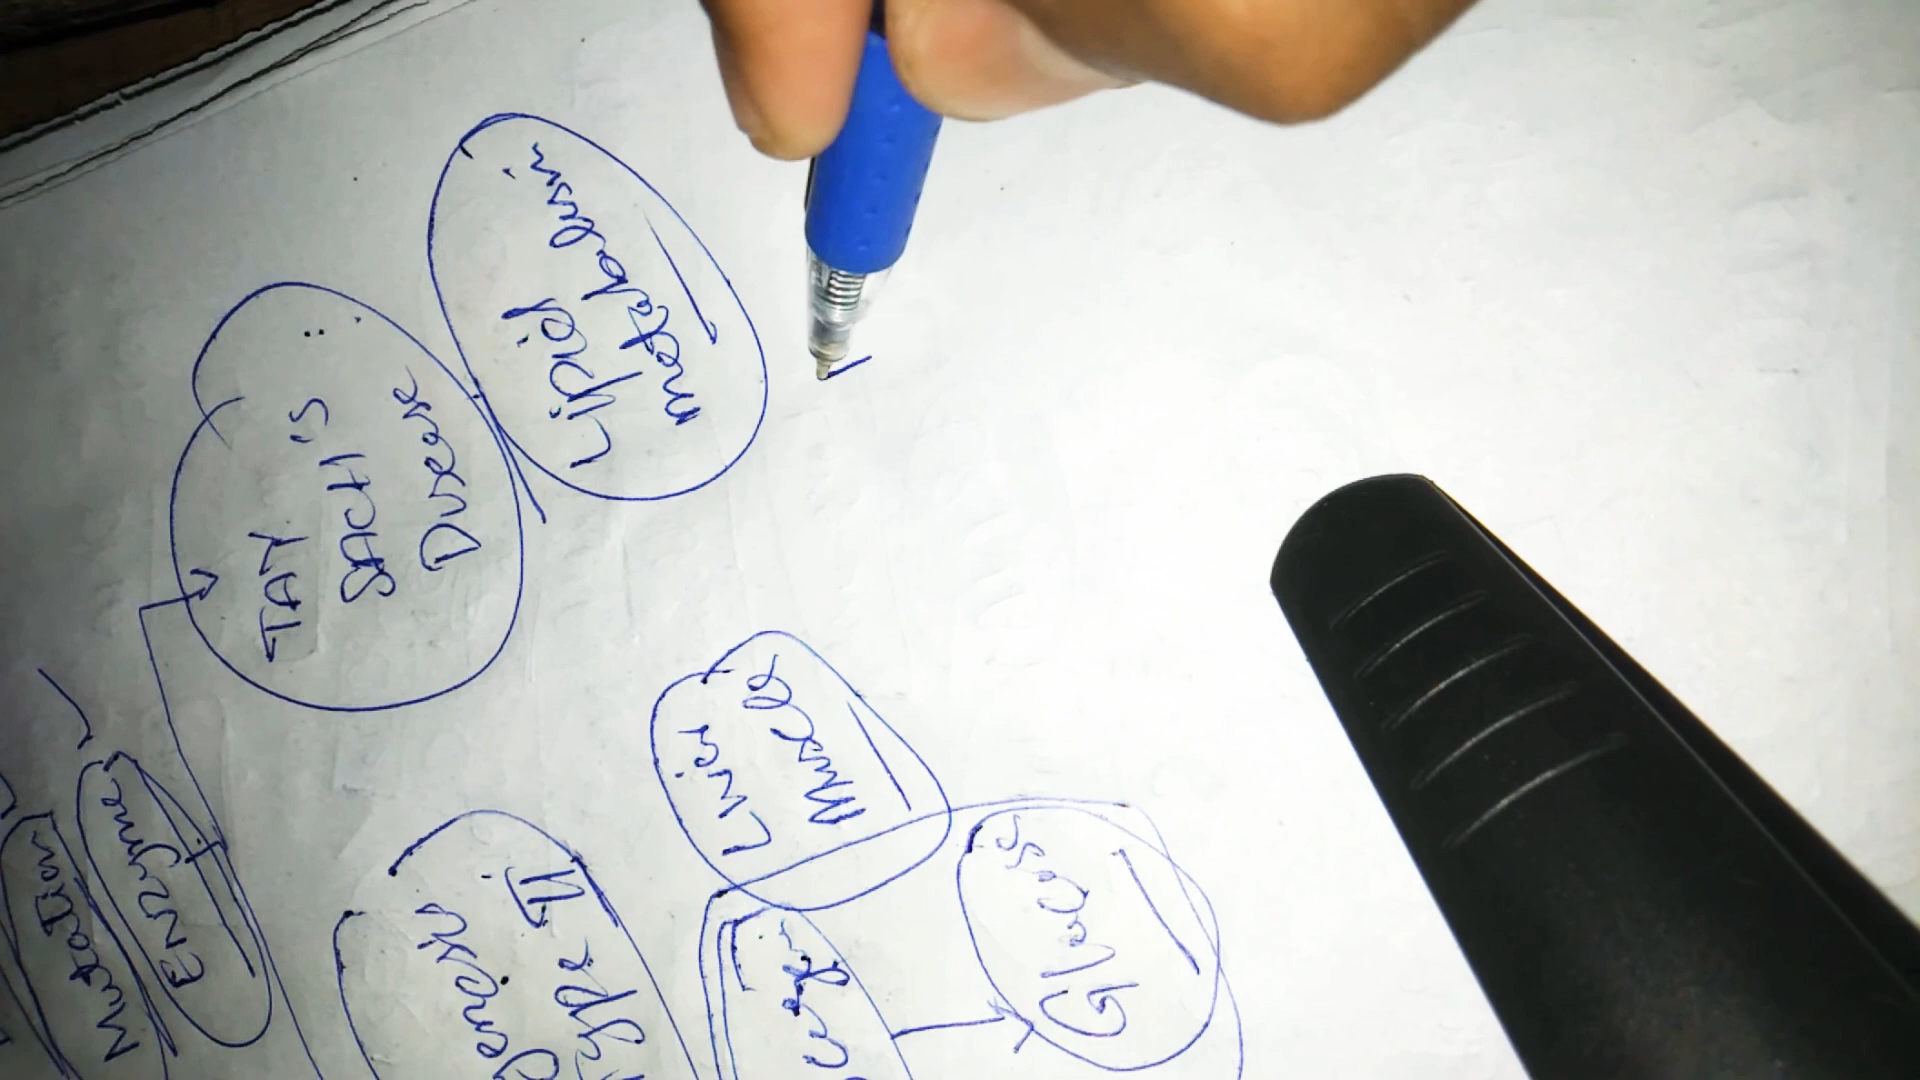 Lipid
metabolism
TAY
SACH'S
Disease
Liver
Muscle
Glucose
Enzyme
Mutation
Type II